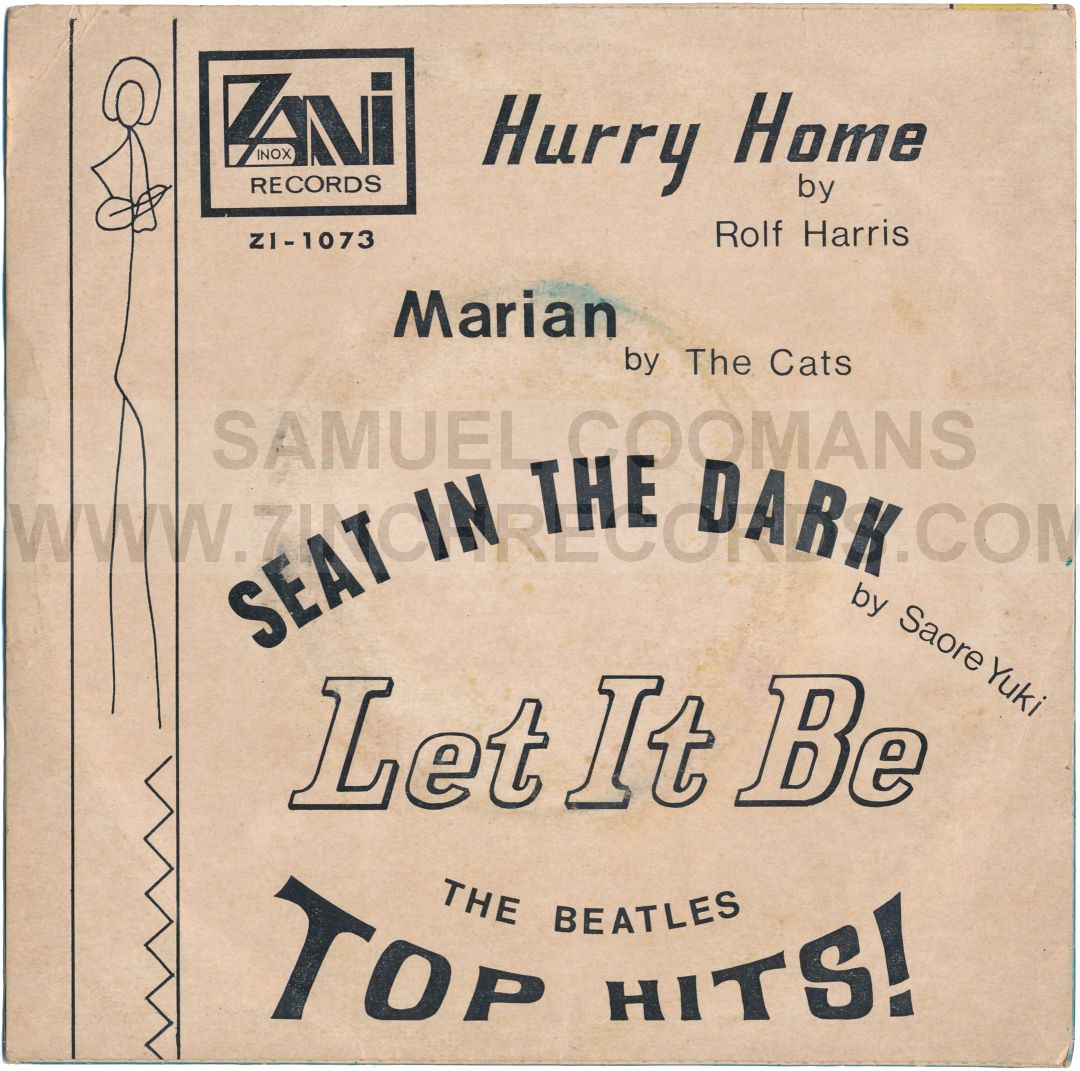 ZANI
INOX
RECORDS
ZI-1073
Hurry Home
by
Rolf Harris
Marian
by The Cats
SAMUEL COOMANS
WWW.7INCHRECORDS.COM
SEAT IN THE DARK
by Saore Yuki
Let It Be
THE BEATLES
TOP HITS!